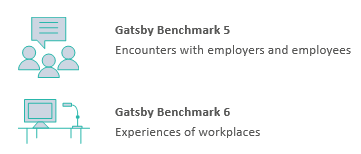 Gatsby Benchmark 5
Encounters with employers and employees
Gatsby Benchmark 6
Experiences of workplaces